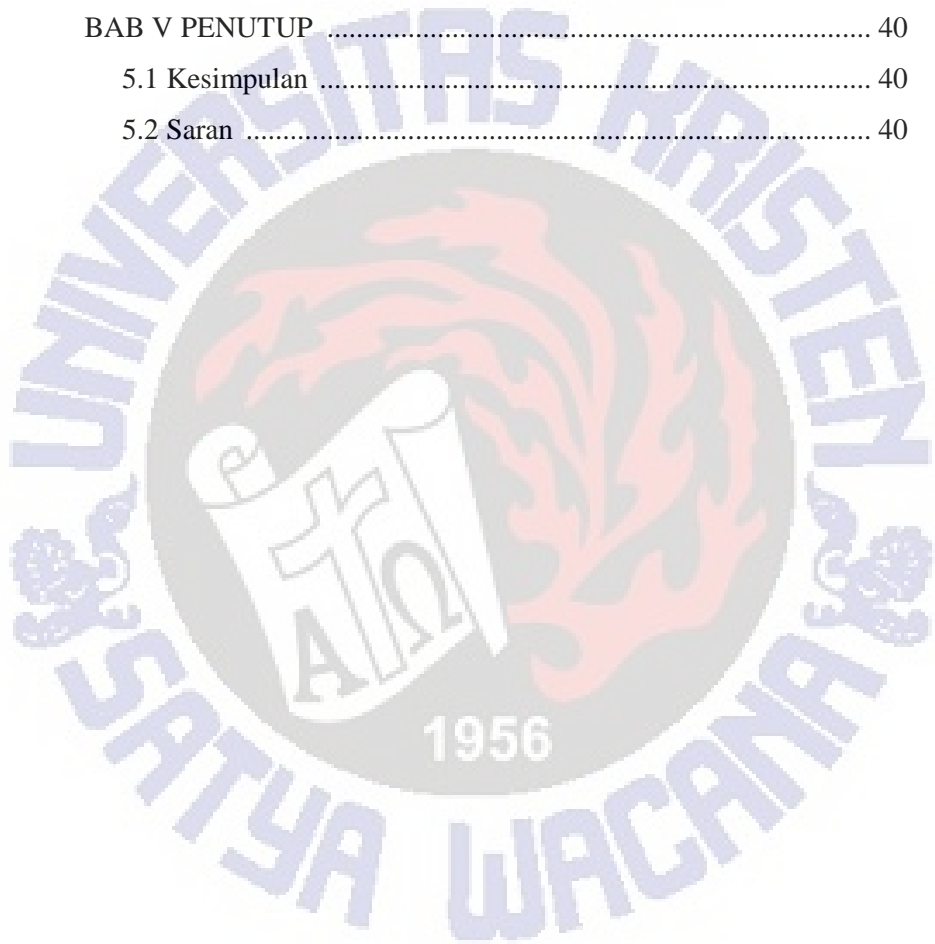 BAB V PENUTUP .............................................................. 40
5.1 Kesimpulan ............................................................... 40
5.2 Saran ........................................................................ 40
UNIVERSITAS KRISTEN
Α Ω
1956
SATYA WACANA